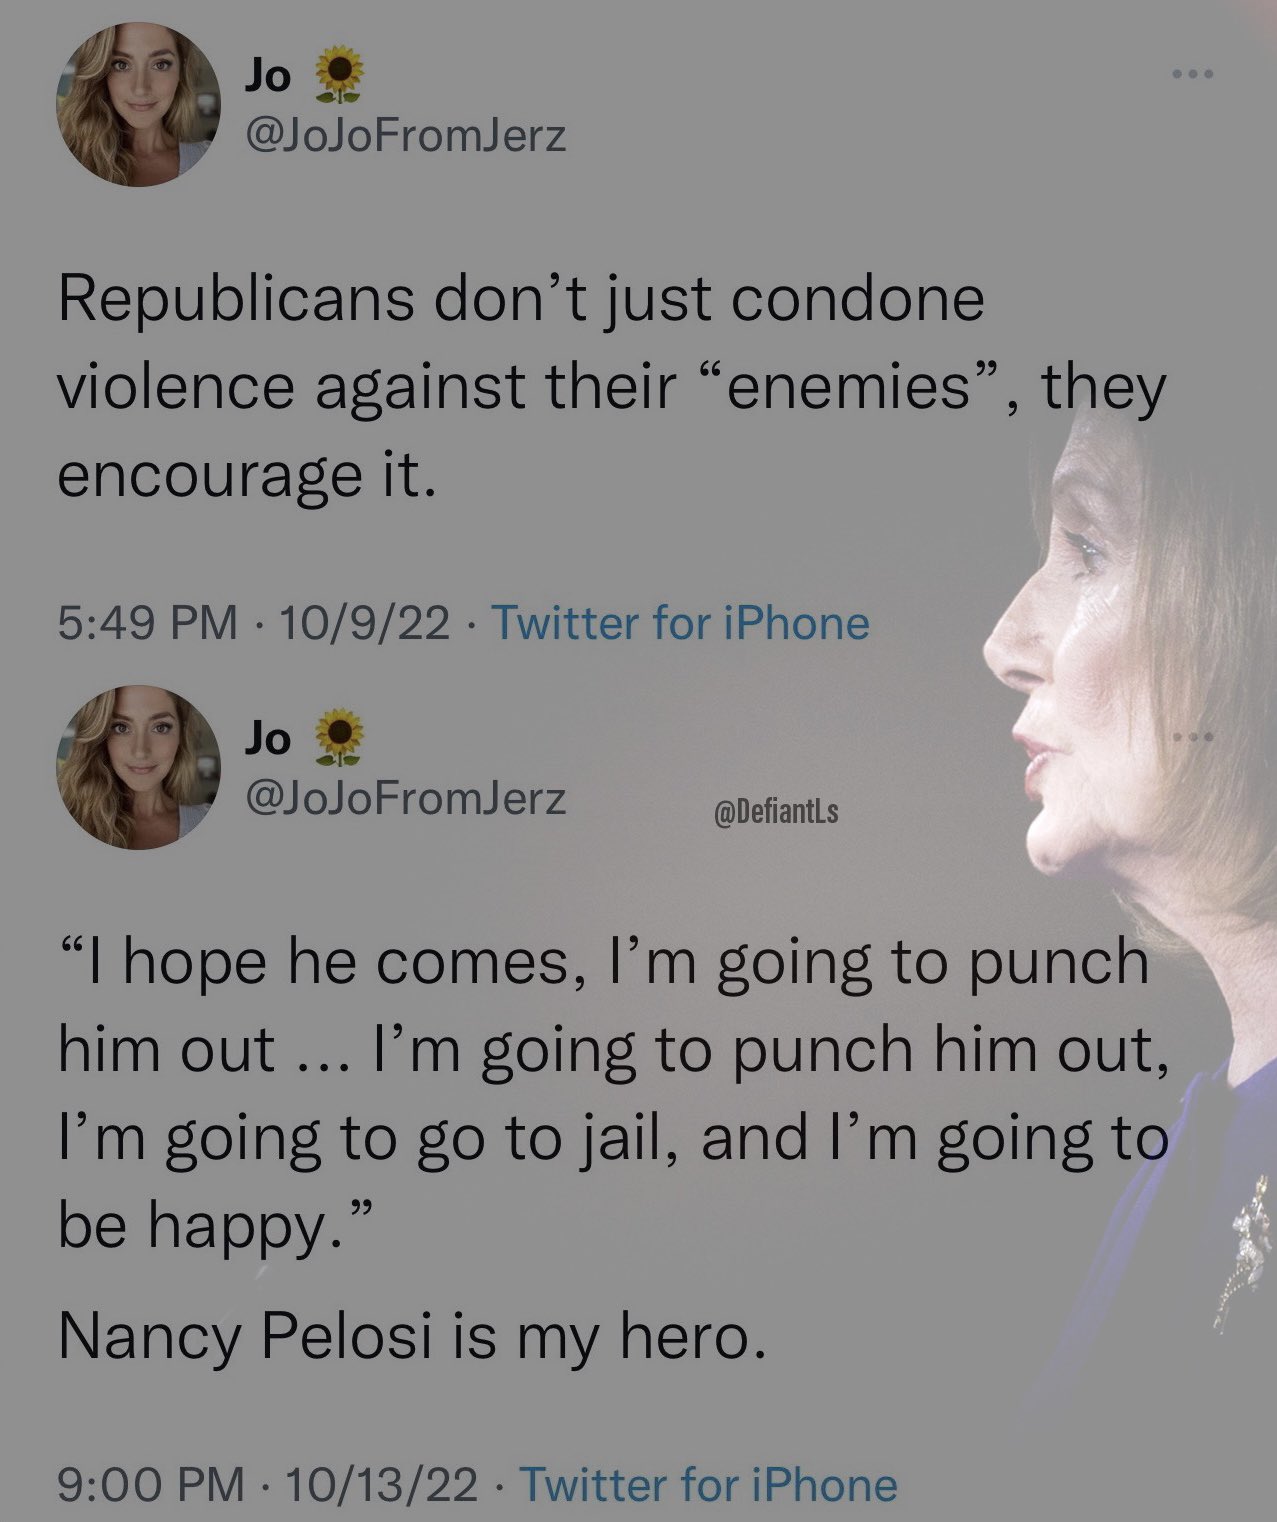 Jo 🌻
@JoJoFromJerz
Republicans don’t just condone
violence against their “enemies”, they
encourage it.
5:49 PM · 10/9/22 · Twitter for iPhone
Jo 🌻
@JoJoFromJerz
@DefiantLs
“I hope he comes, I’m going to punch
him out ... I’m going to punch him out,
I’m going to go to jail, and I’m going to
be happy.”
Nancy Pelosi is my hero.
9:00 PM · 10/13/22 · Twitter for iPhone